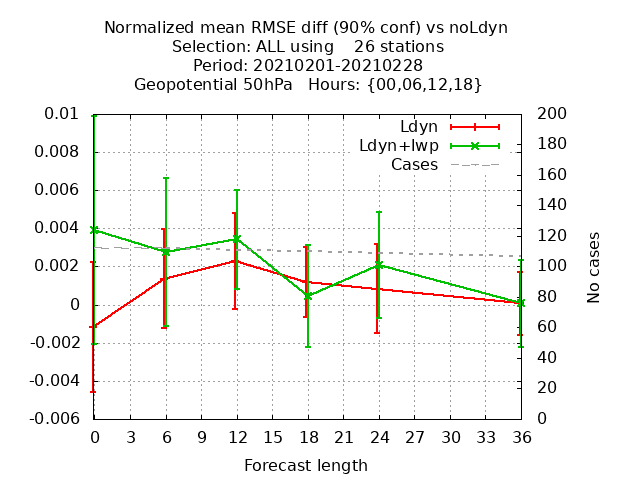 Normalized mean RMSE diff (90% conf) vs noLdyn
Selection: ALL using    26 stations
Period: 20210201-20210228
Geopotential 50hPa   Hours: {00,06,12,18}
0.01
0.008
0.006
0.004
0.002
0
-0.002
-0.004
-0.006
Ldyn
Ldyn+lwp
Cases
200
180
160
140
120
100
80
60
40
20
0
No cases
0 3 6 9 12 15 18 21 24 27 30 33 36
Forecast length